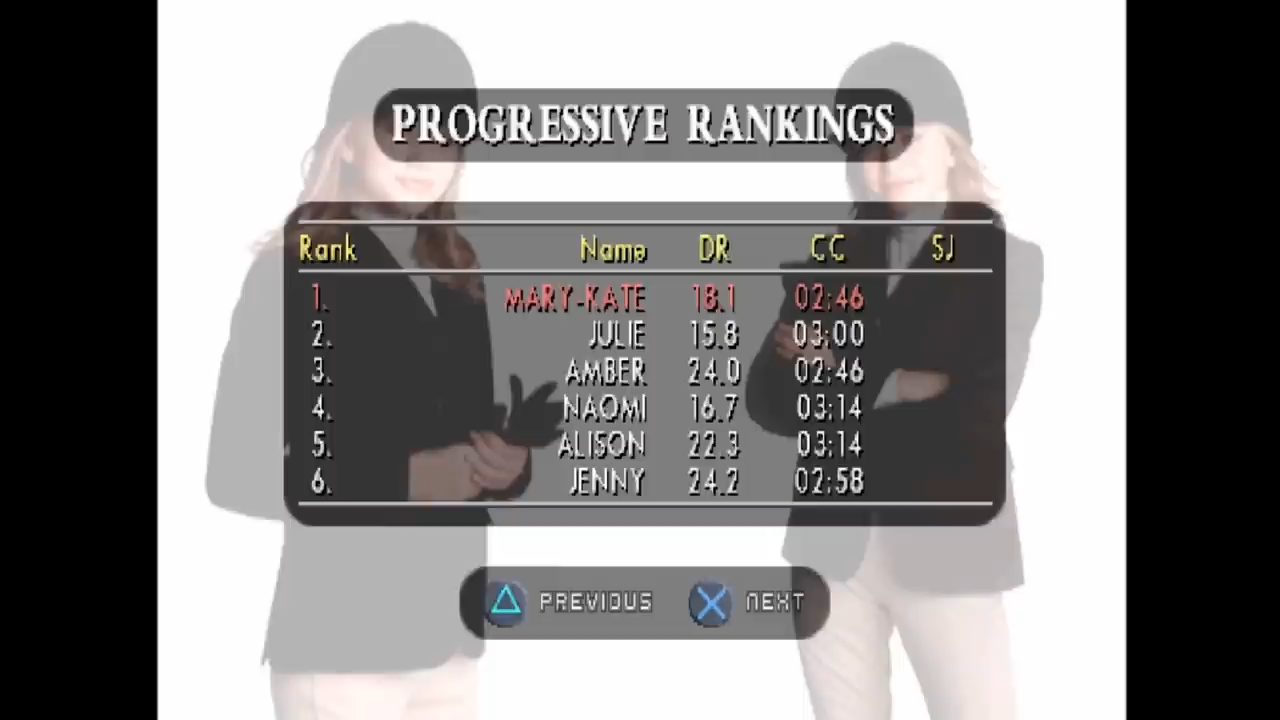 PROGRESSIVE RANKINGS
Rank Name DR CC SJ
1. MARY-KATE 18.1 02:46
2. JULIE 15.8 03:00
3. AMBER 24.0 02:46
4. NAOMI 16.7 03:14
5. ALISON 22.3 03:14
6. JENNY 24.2 02:58
PREVIOUS NEXT